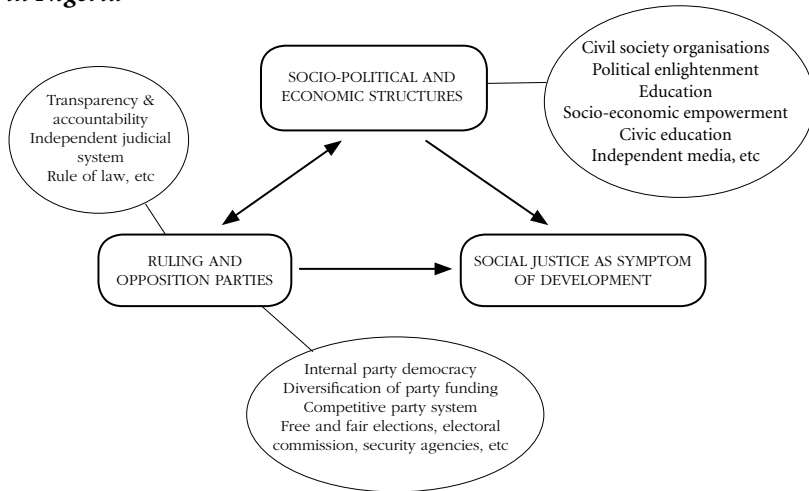 in Nigeria
SOCIO-POLITICAL AND
ECONOMIC STRUCTURES
Civil society organisations
Political enlightenment
Education
Socio-economic empowerment
Civic education
Independent media, etc
Transparency &
accountability
Independent judicial
system
Rule of law, etc
RULING AND
OPPOSITION PARTIES
SOCIAL JUSTICE AS SYMPTOM
OF DEVELOPMENT
Internal party democracy
Diversification of party funding
Competitive party system
Free and fair elections, electoral
commission, security agencies, etc